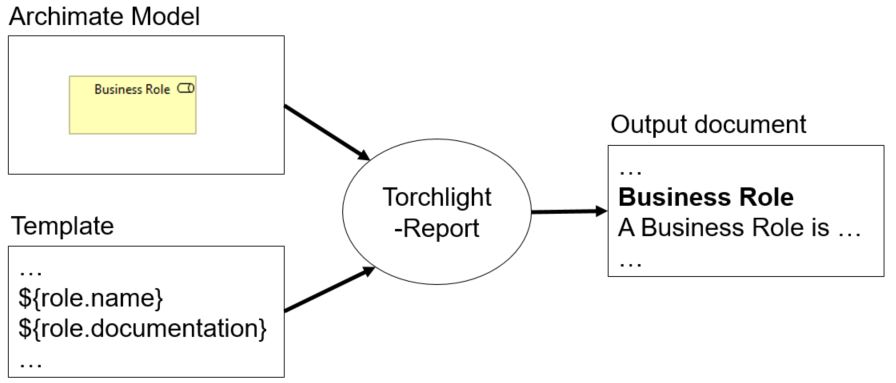 Archimate Model
Business Role
Template
...
${role.name}
${role.documentation}
...
Torchlight
-Report
Output document
...
Business Role
A Business Role is ...
...